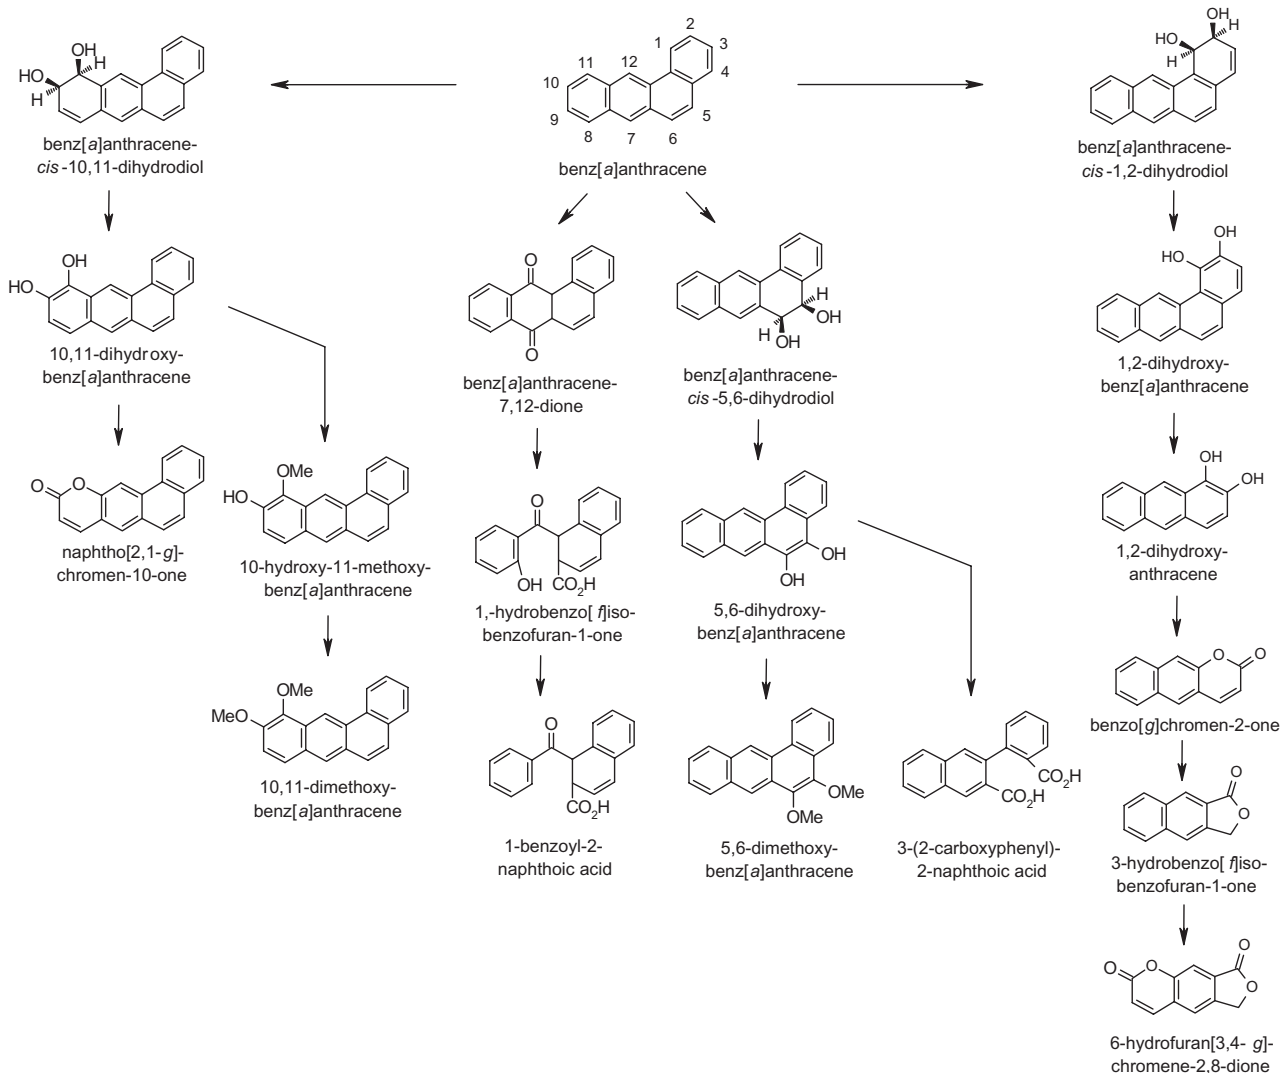 OH
HO
H
H
benz[a]anthracene-
cis-10,11-dihydrodiol
1
2
3
4
5
6
7
8
9
10
11
12
benz[a]anthracene
OH
HO
H
H
benz[a]anthracene-
cis-1,2-dihydrodiol
OH
HO
10,11-dihydroxy-
benz[a]anthracene
O
O
benz[a]anthracene-
7,12-dione
H
OH
H
OH
benz[a]anthracene-
cis-5,6-dihydrodiol
OH
HO
1,2-dihydroxy-
benz[a]anthracene
O
O
naphtho[2,1-g]-
chromen-10-one
OMe
HO
10-hydroxy-11-methoxy-
benz[a]anthracene
O
OH
CO2H
1,-hydrobenzo[ f]iso-
benzofuran-1-one
OH
OH
5,6-dihydroxy-
benz[a]anthracene
OH
OH
1,2-dihydroxy-
anthracene
OMe
MeO
10,11-dimethoxy-
benz[a]anthracene
O
CO2H
1-benzoyl-2-
naphthoic acid
OMe
OMe
5,6-dimethoxy-
benz[a]anthracene
CO2H
CO2H
3-(2-carboxyphenyl)-
2-naphthoic acid
O
O
benzo[g]chromen-2-one
O
O
3-hydrobenzo[ f]iso-
benzofuran-1-one
O
O
O
O
6-hydrofuran[3,4- g]-
chromene-2,8-dione